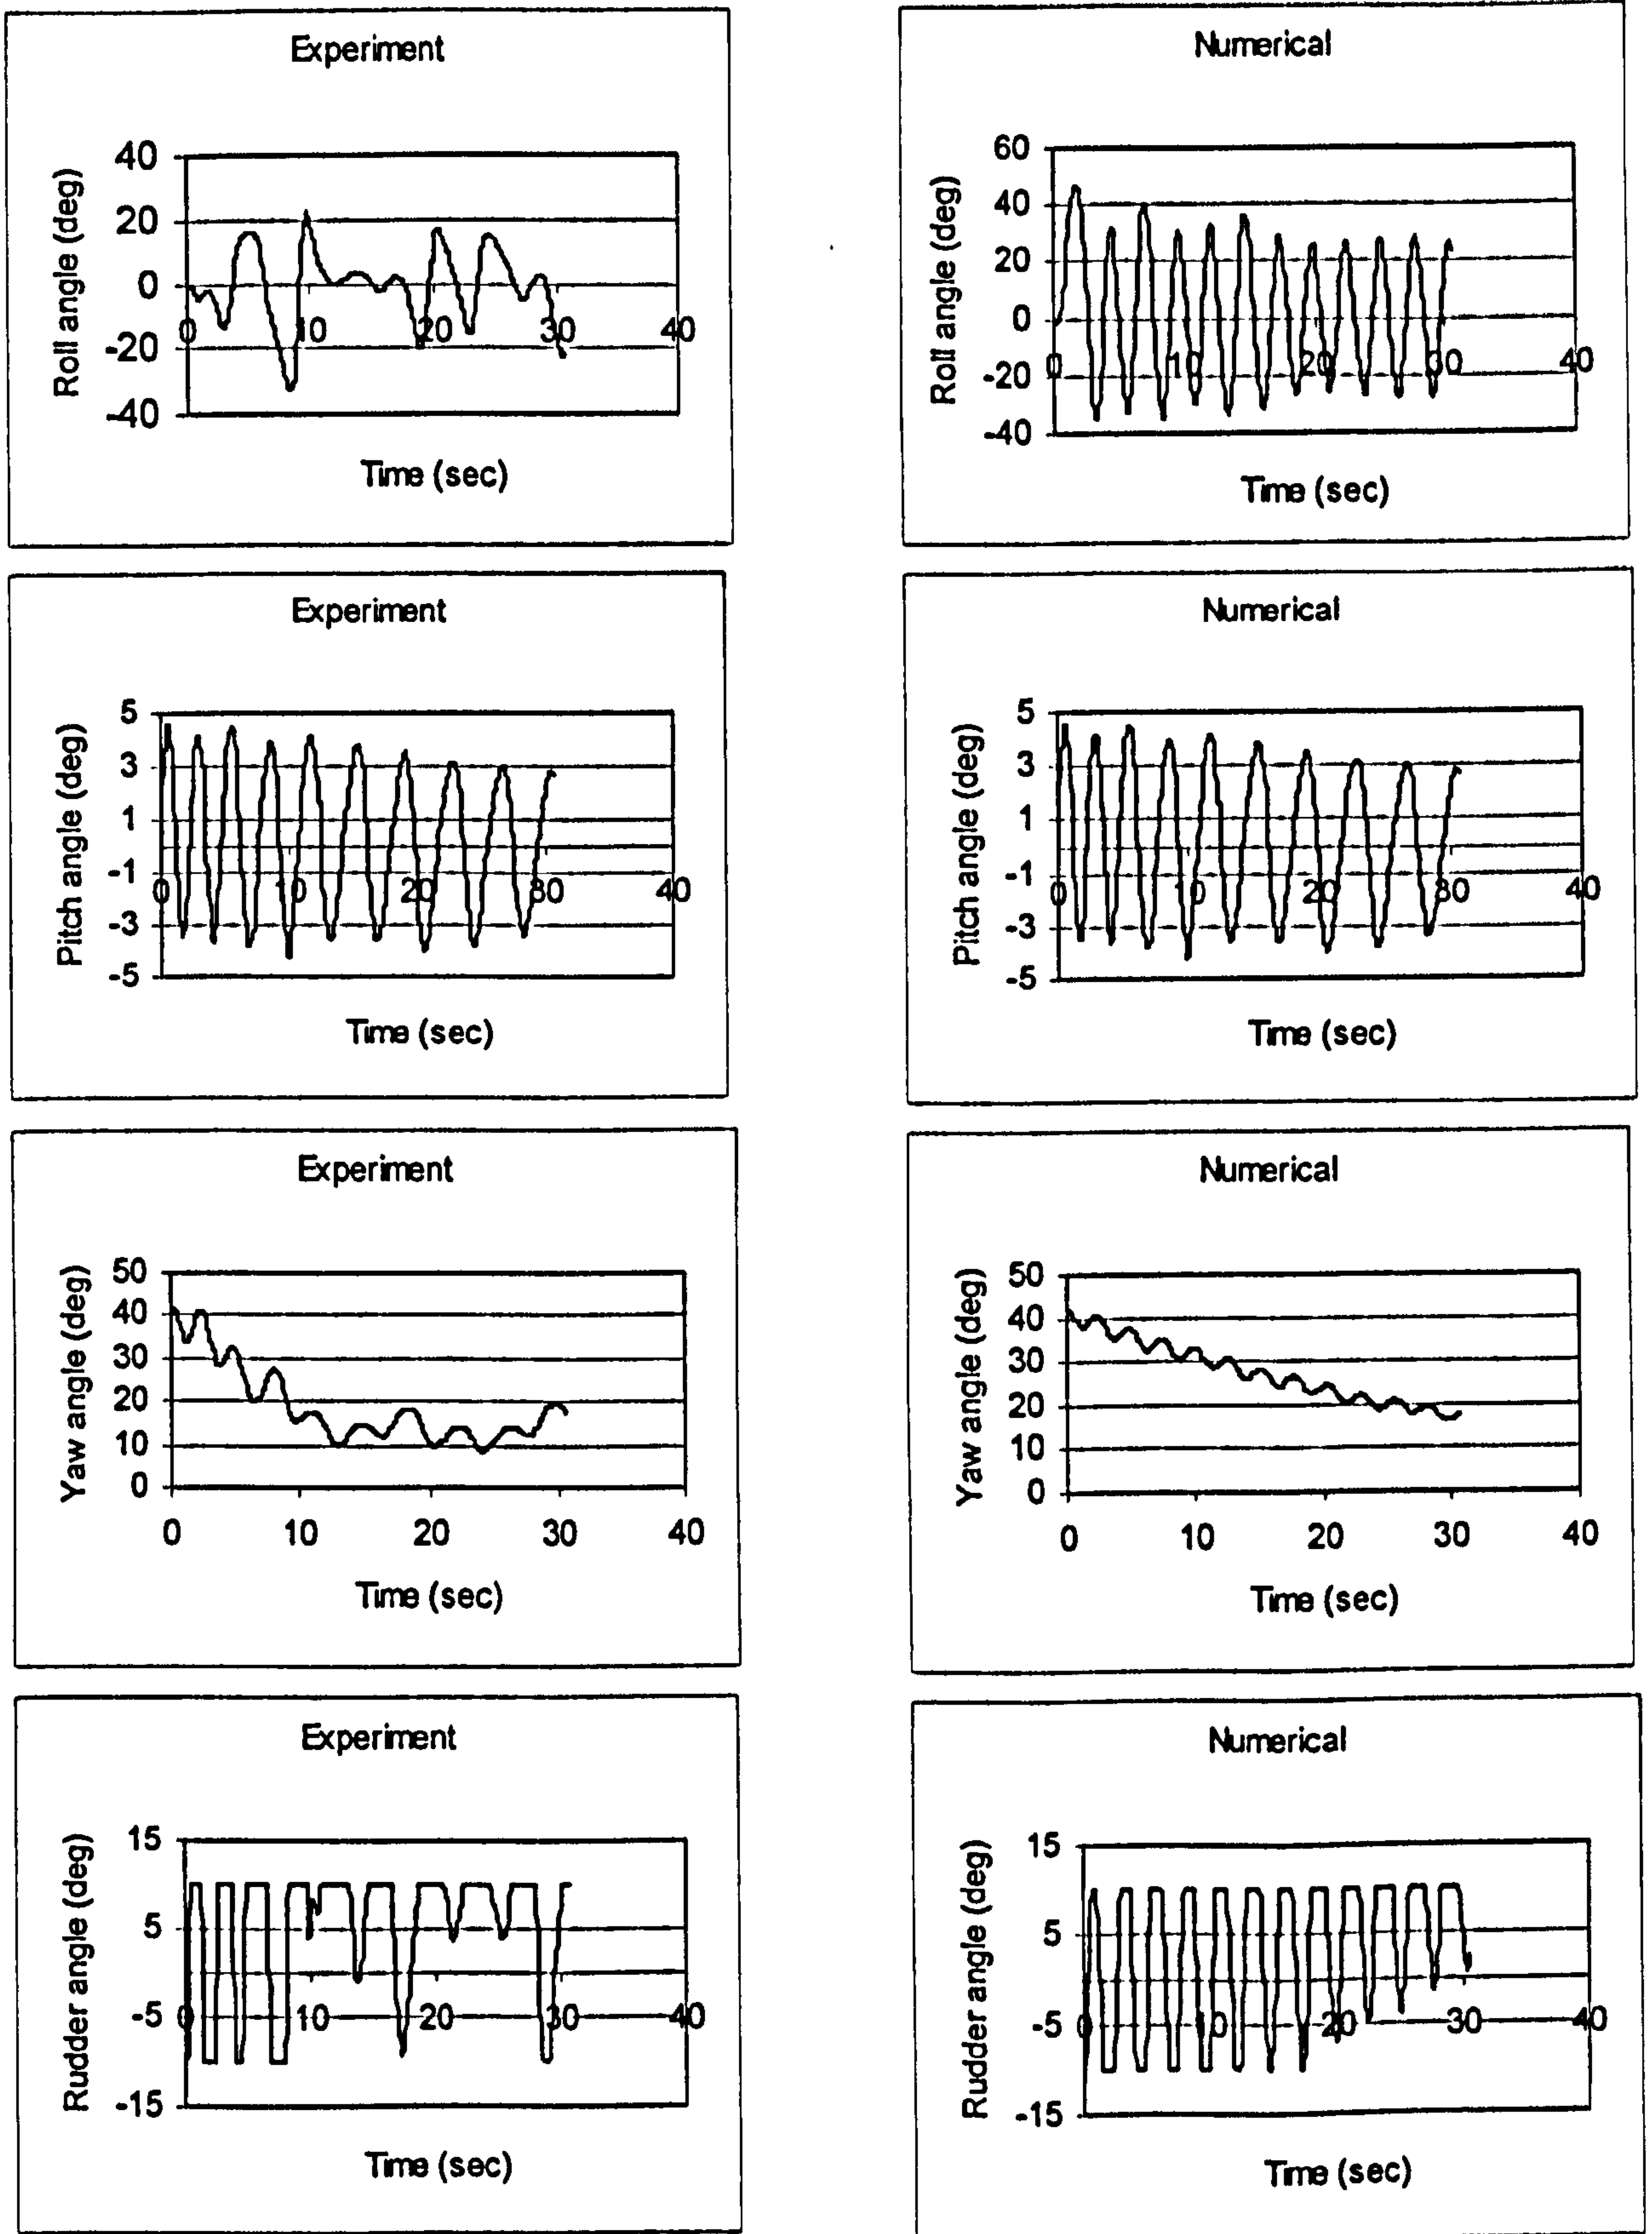 Experiment
40
20
0
-20
-40
0 10 20 30 40
Roll angle (deg)
Time (sec)
Numerical
60
40
20
0
-20
-40
0 10 20 30 40
Roll angle (deg)
Time (sec)
Experiment
5
3
1
-1
-3
-5
0 10 20 30 40
Pitch angle (deg)
Time (sec)
Numerical
5
3
1
-1
-3
-5
0 10 20 30 40
Pitch angle (deg)
Time (sec)
Experiment
50
40
30
20
10
0
0 10 20 30 40
Yaw angle (deg)
Time (sec)
Numerical
50
40
30
20
10
0
0 10 20 30 40
Yaw angle (deg)
Time (sec)
Experiment
15
5
-5
-15
0 10 20 30 40
Rudder angle (deg)
Time (sec)
Numerical
15
5
-5
-15
0 10 20 30 40
Rudder angle (deg)
Time (sec)